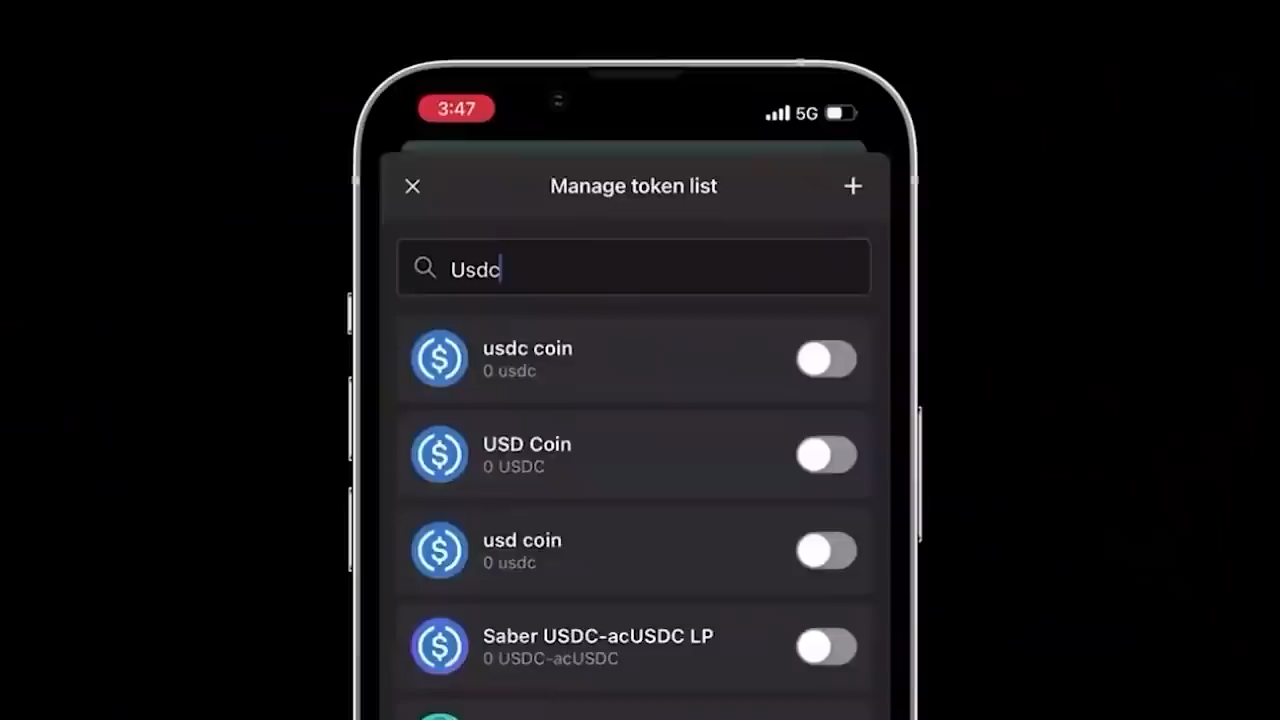 3:47
5G
Manage token list
Usdc
usdc coin
0 usdc
USD Coin
0 USDC
usd coin
0 usdc
Saber USDC-acUSDC LP
0 USDC-acUSDC